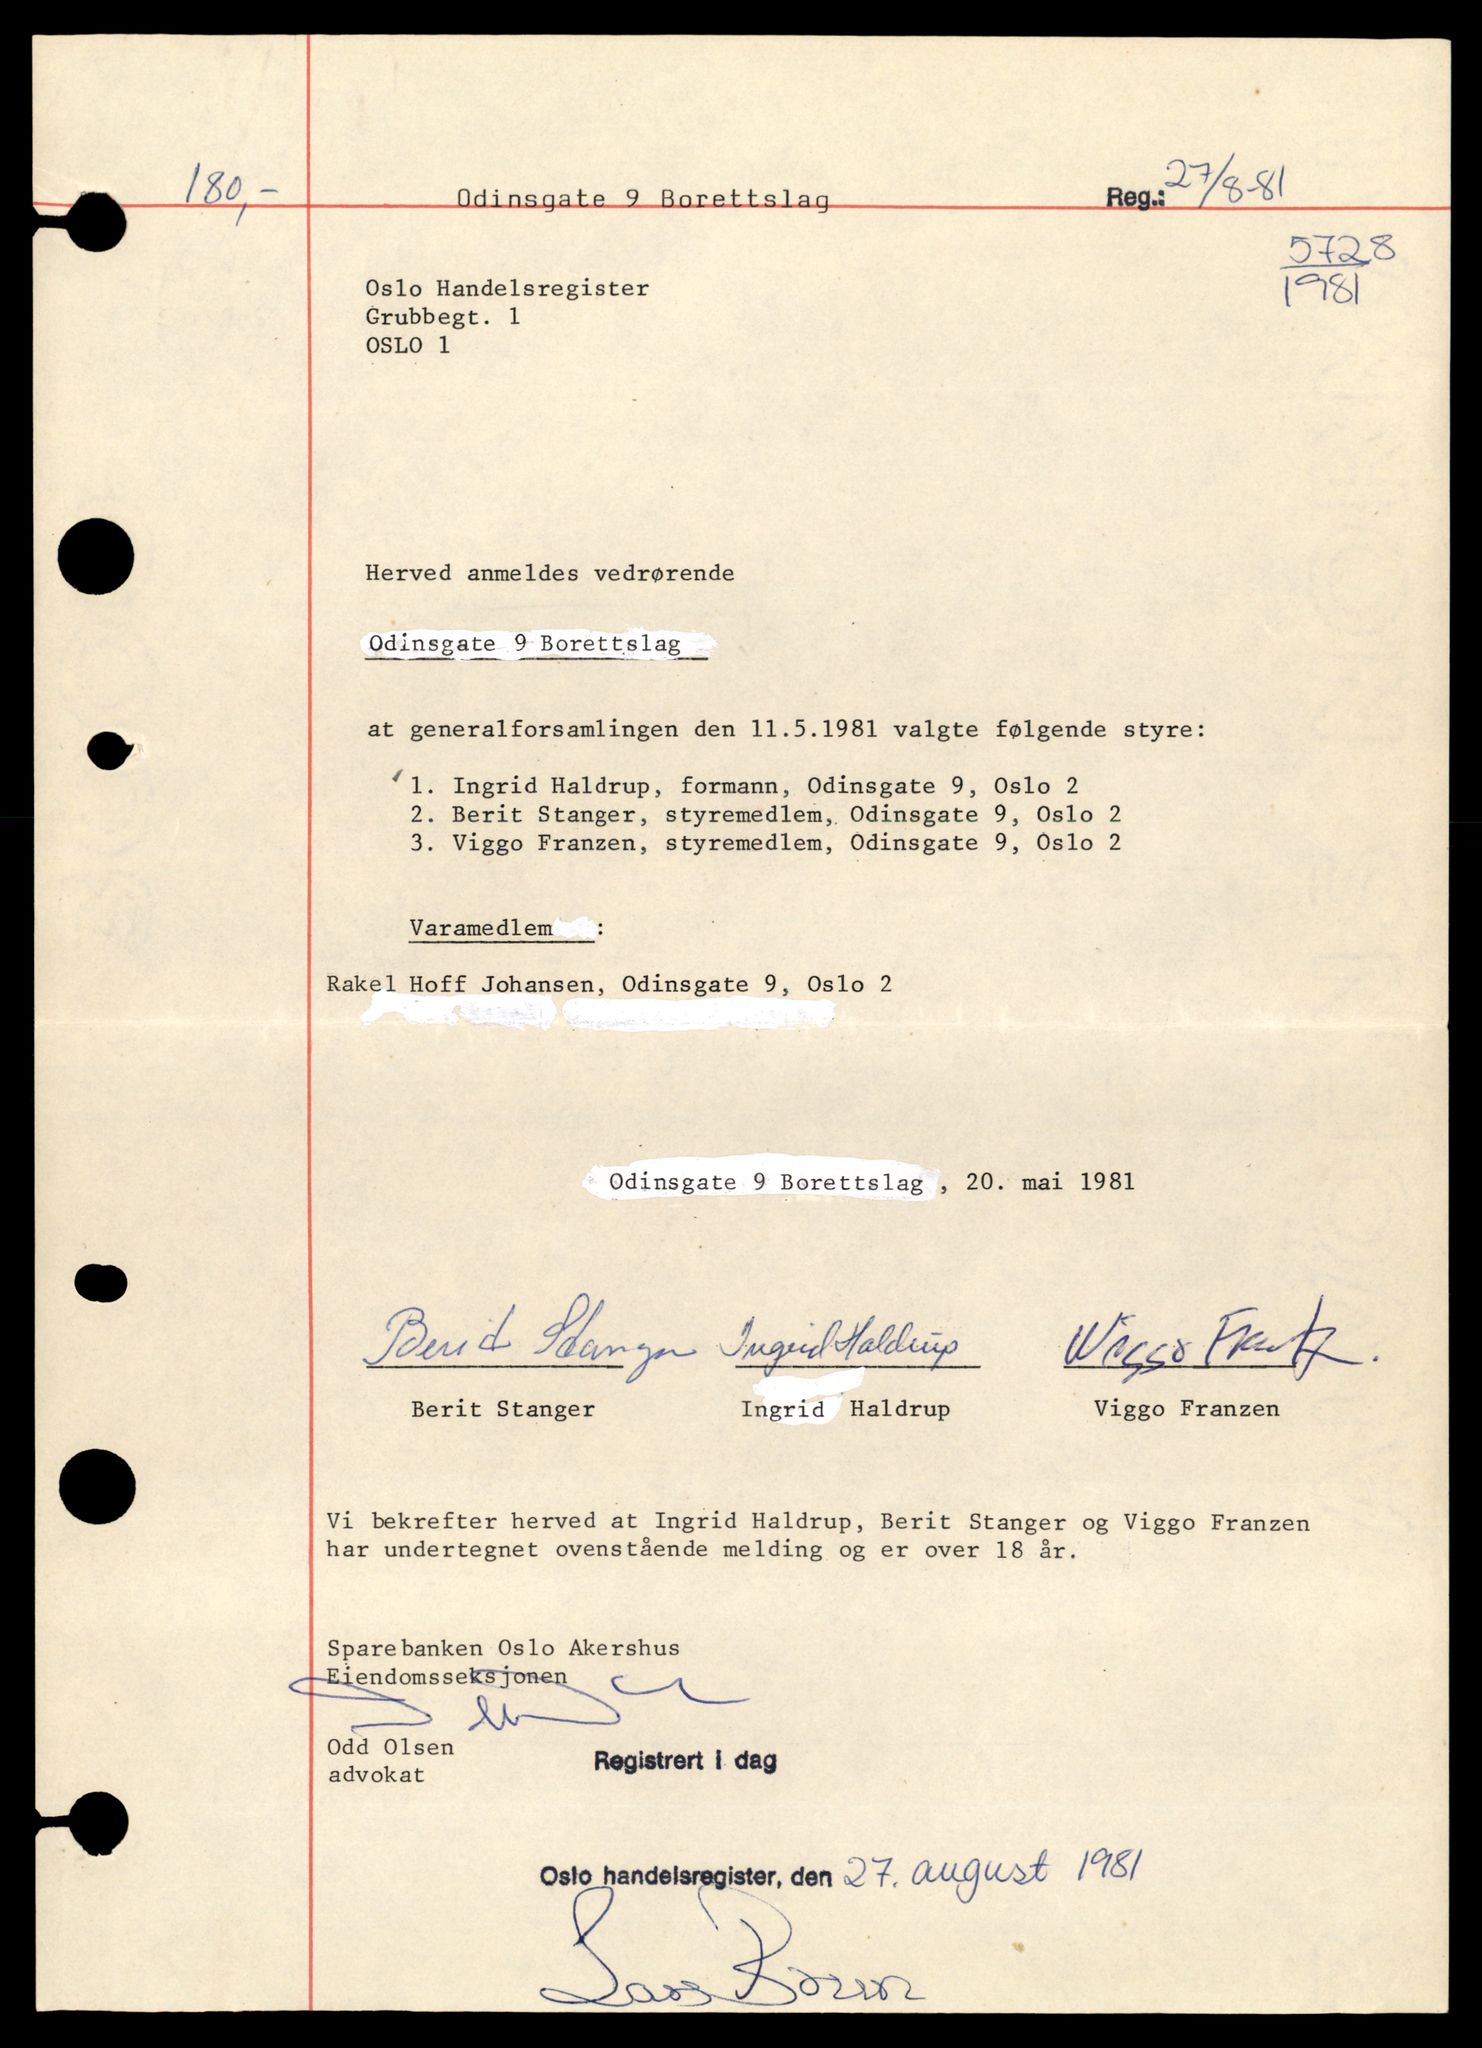 180,-
Odinsgate 9 Borettslag
Reg.: 27/8-81
5728
1981
Oslo Handelsregister
Grubbegt. 1
OSLO 1
Herved anmeldes vedrørende
Odinsgate 9 Borettslag
at generalforsamlingen den 11.5.1981 valgte følgende styre:
1. Ingrid Haldrup, formann, Odinsgate 9, Oslo 2
2. Berit Stanger, styremedlem, Odinsgate 9, Oslo 2
3. Viggo Franzen, styremedlem, Odinsgate 9, Oslo 2
Varamedlem :
Rakel Hoff Johansen, Odinsgate 9, Oslo 2
Odinsgate 9 Borettslag , 20. mai 1981
Berit Stanger Ingrid Haldrup Viggo
Berit Stanger Ingrid Haldrup Viggo Franzen
Vi bekrefter herved at Ingrid Haldrup, Berit Stanger og Viggo Franzen
har undertegnet ovenstående melding og er over 18 år.
Sparebanken Oslo Akershus
Eiendomsseksjonen
Odd Olsen
advokat
Registrert i dag
Oslo handelsregister, den 27. august 1981